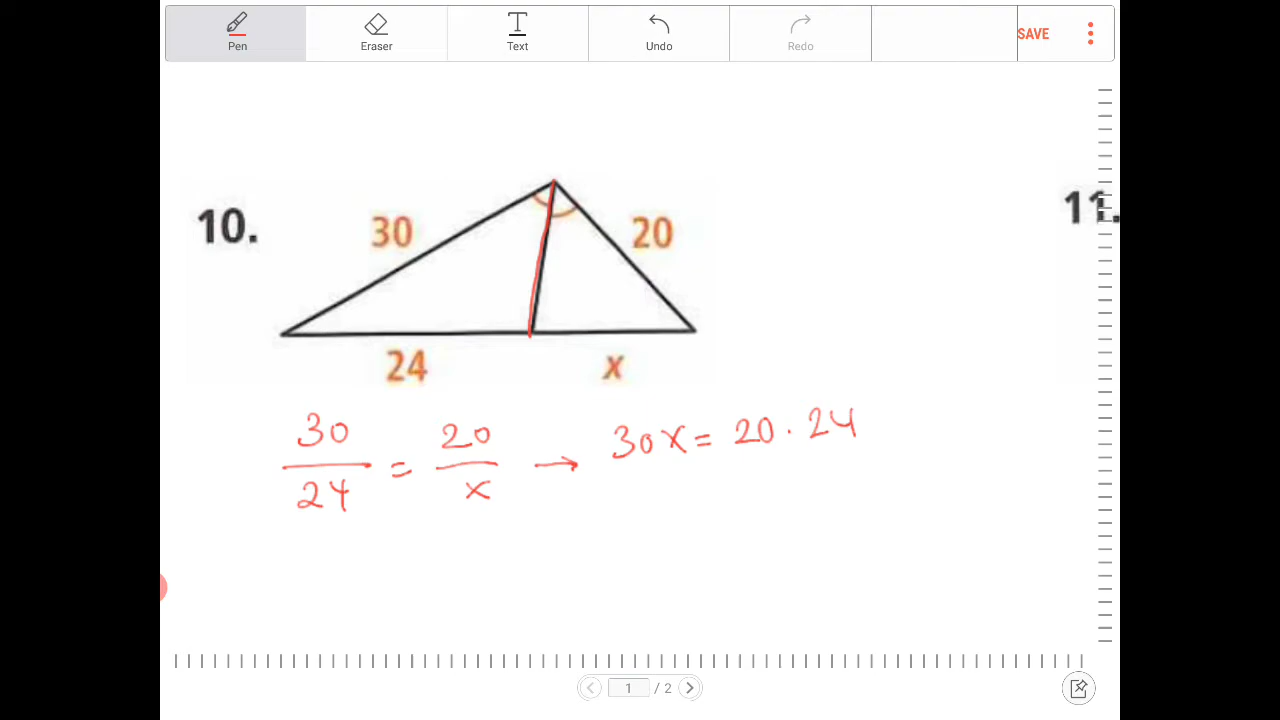 Pen Eraser Text Undo Redo SAVE
10. 30 20 11.
24 x
30/24 = 20/x → 30x = 20 · 24
1 / 2